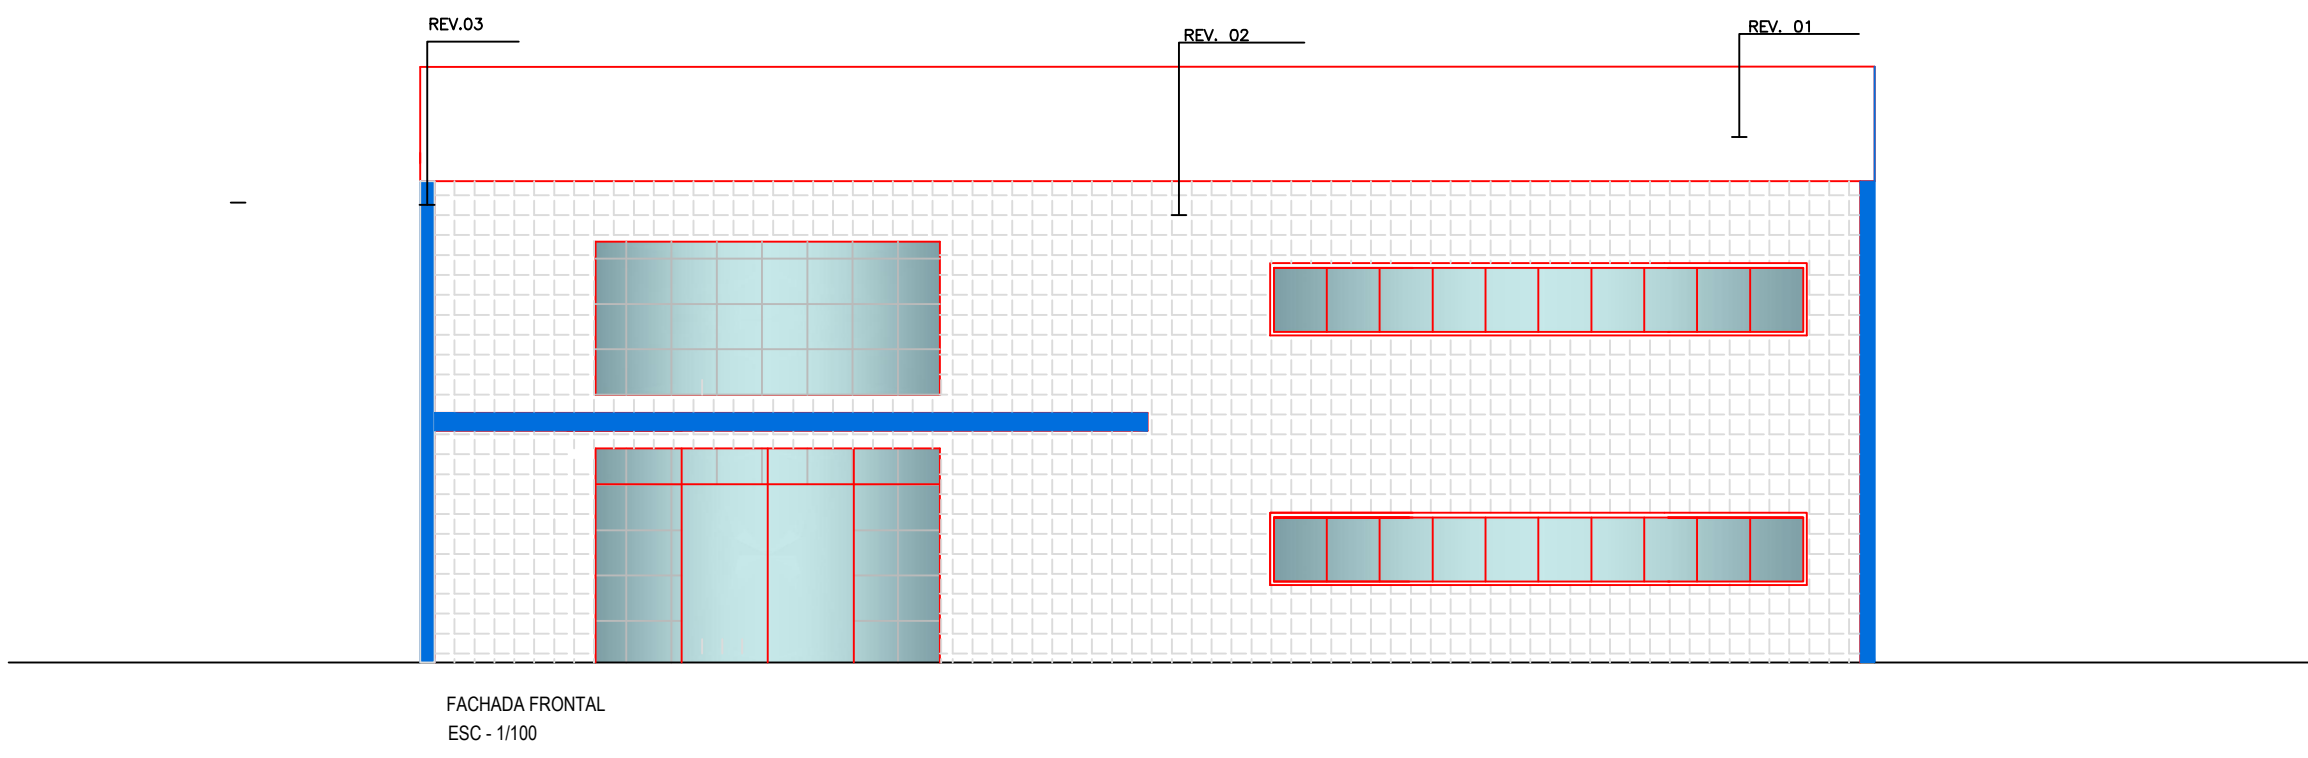 REV.03
REV. 02
REV. 01
FACHADA FRONTAL
ESC - 1/100